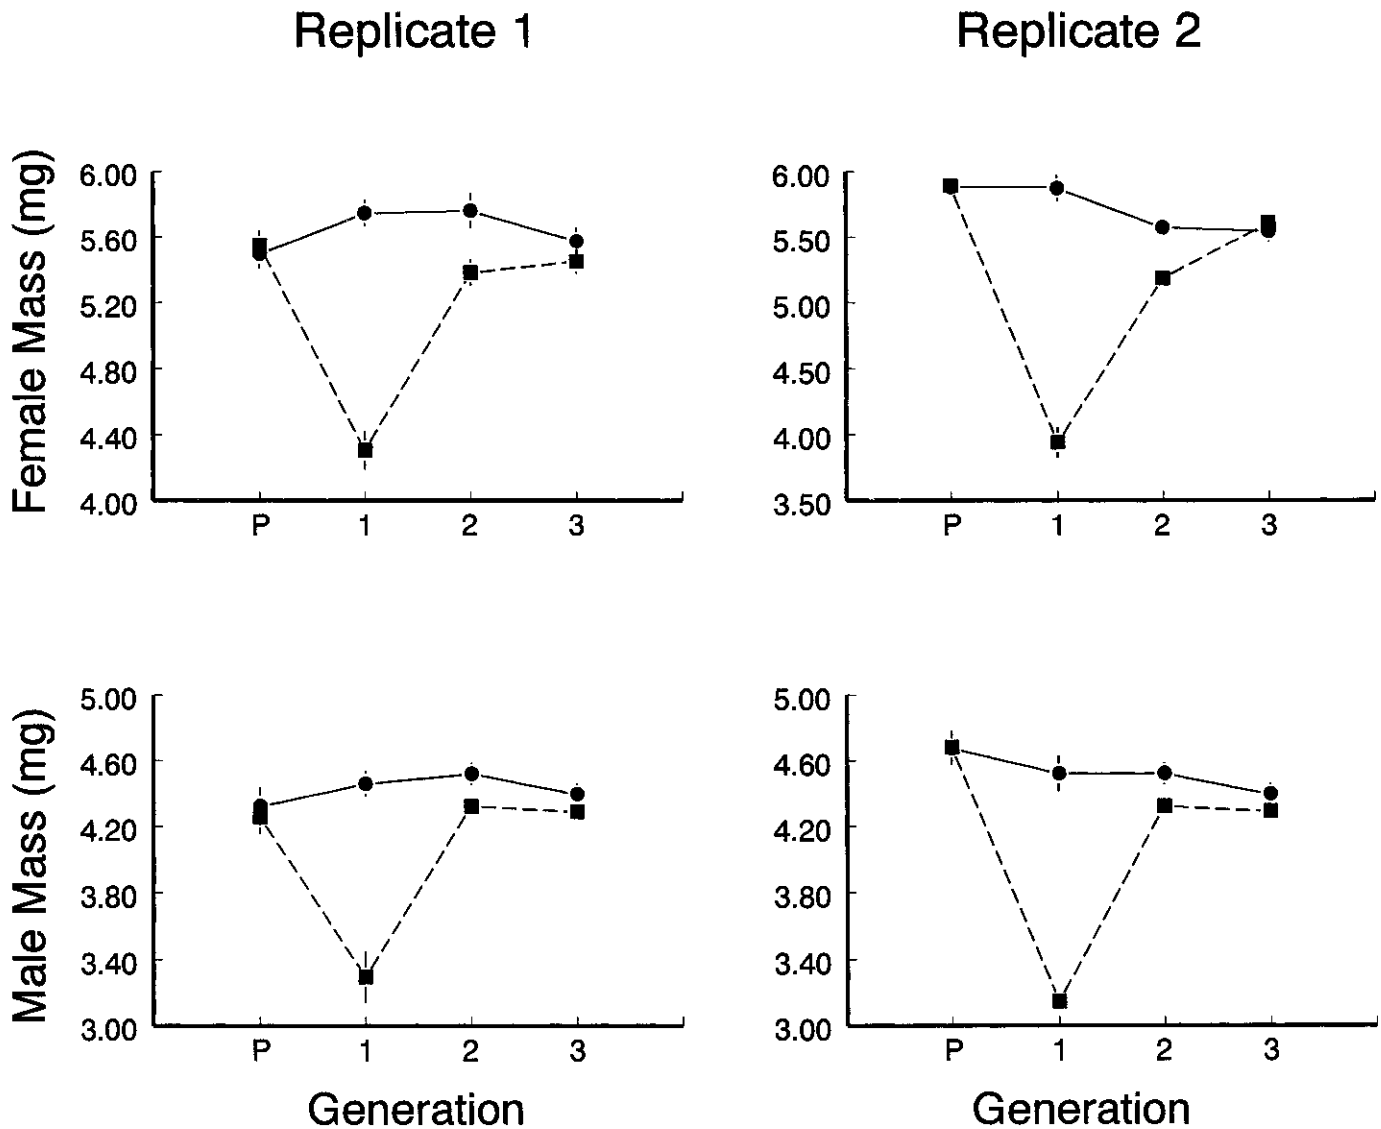 Replicate 1
Replicate 2
Female Mass (mg)
6.00
5.60
5.20
4.80
4.40
4.00
P 1 2 3
6.00
5.50
5.00
4.50
4.00
3.50
P 1 2 3
Male Mass (mg)
5.00
4.60
4.20
3.80
3.40
3.00
P 1 2 3
Generation
5.00
4.60
4.20
3.80
3.40
3.00
P 1 2 3
Generation